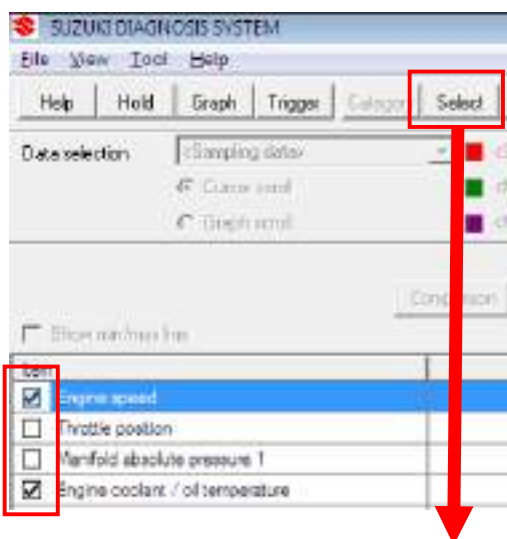 SUZUKI DIAGNOSIS SYSTEM
File View Tool Help
Help Hold Graph Trigger Category Select
Data selection <Sampling data>
Cursor scroll
Graph scroll
Comparison
Show min/max line
Item
Engine speed
Throttle position
Manifold absolute pressure 1
Engine coolant / oil temperature